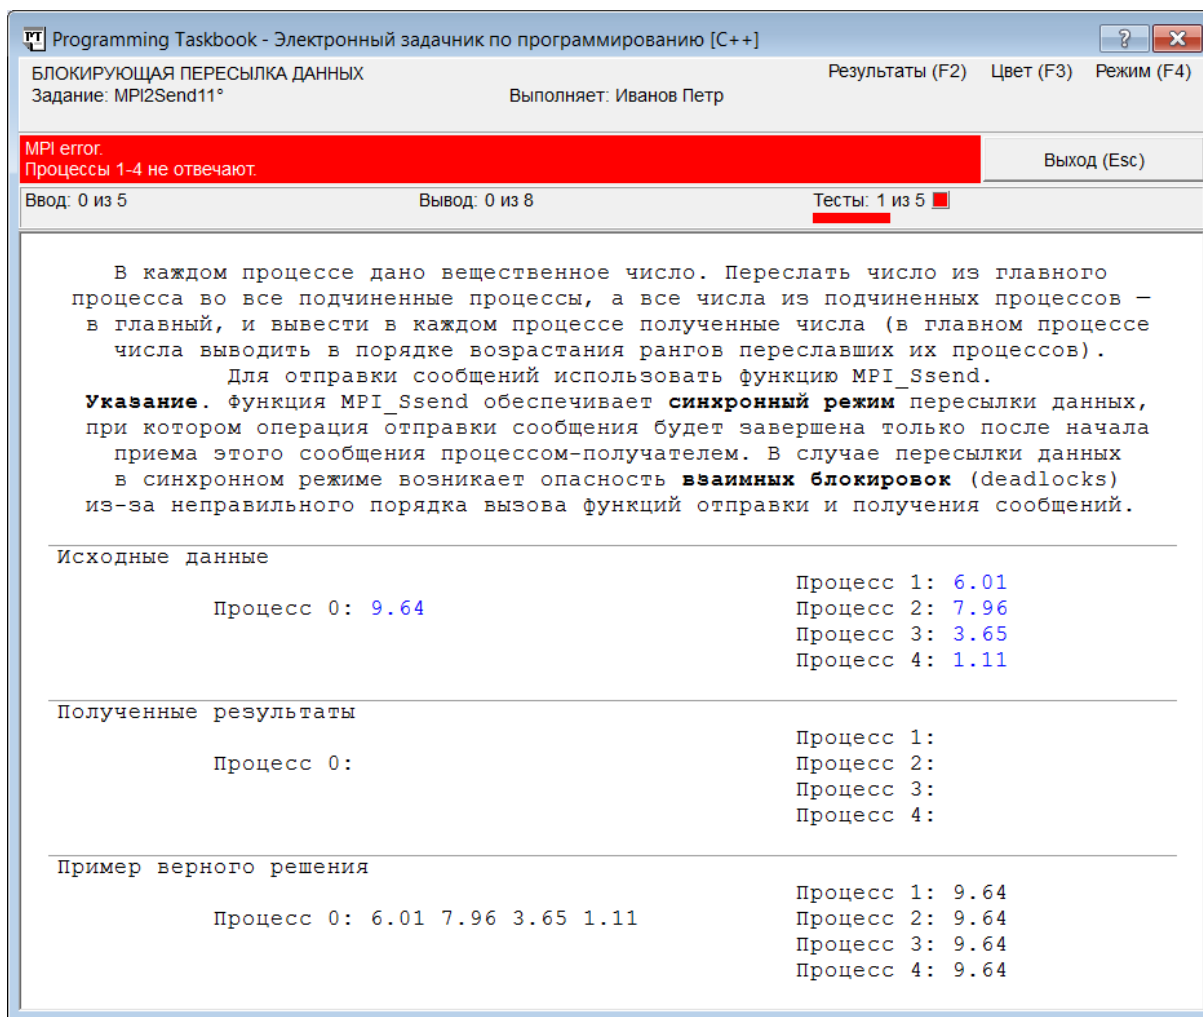 Programming Taskbook - Электронный задачник по программированию [C++]
БЛОКИРУЮЩАЯ ПЕРЕСЫЛКА ДАННЫХ
Результаты (F2) Цвет (F3) Режим (F4)
Задание: MPI2Send11° Выполняет: Иванов Петр
MPI error.
Процессы 1-4 не отвечают.
Выход (Esc)
Ввод: 0 из 5 Вывод: 0 из 8 Тесты: 1 из 5
В каждом процессе дано вещественное число. Переслать число из главного
процесса во все подчиненные процессы, а все числа из подчиненных процессов —
в главный, и вывести в каждом процессе полученные числа (в главном процессе
числа выводить в порядке возрастания рангов переславших их процессов).
Для отправки сообщений использовать функцию MPI_Ssend.
Указание. Функция MPI_Ssend обеспечивает синхронный режим пересылки данных,
при котором операция отправки сообщения будет завершена только после начала
приема этого сообщения процессом-получателем. В случае пересылки данных
в синхронном режиме возникает опасность взаимных блокировок (deadlocks)
из-за неправильного порядка вызова функций отправки и получения сообщений.
Исходные данные
Процесс 1: 6.01
Процесс 0: 9.64 Процесс 2: 7.96
Процесс 3: 3.65
Процесс 4: 1.11
Полученные результаты
Процесс 1:
Процесс 0: Процесс 2:
Процесс 3:
Процесс 4:
Пример верного решения
Процесс 1: 9.64
Процесс 0: 6.01 7.96 3.65 1.11 Процесс 2: 9.64
Процесс 3: 9.64
Процесс 4: 9.64